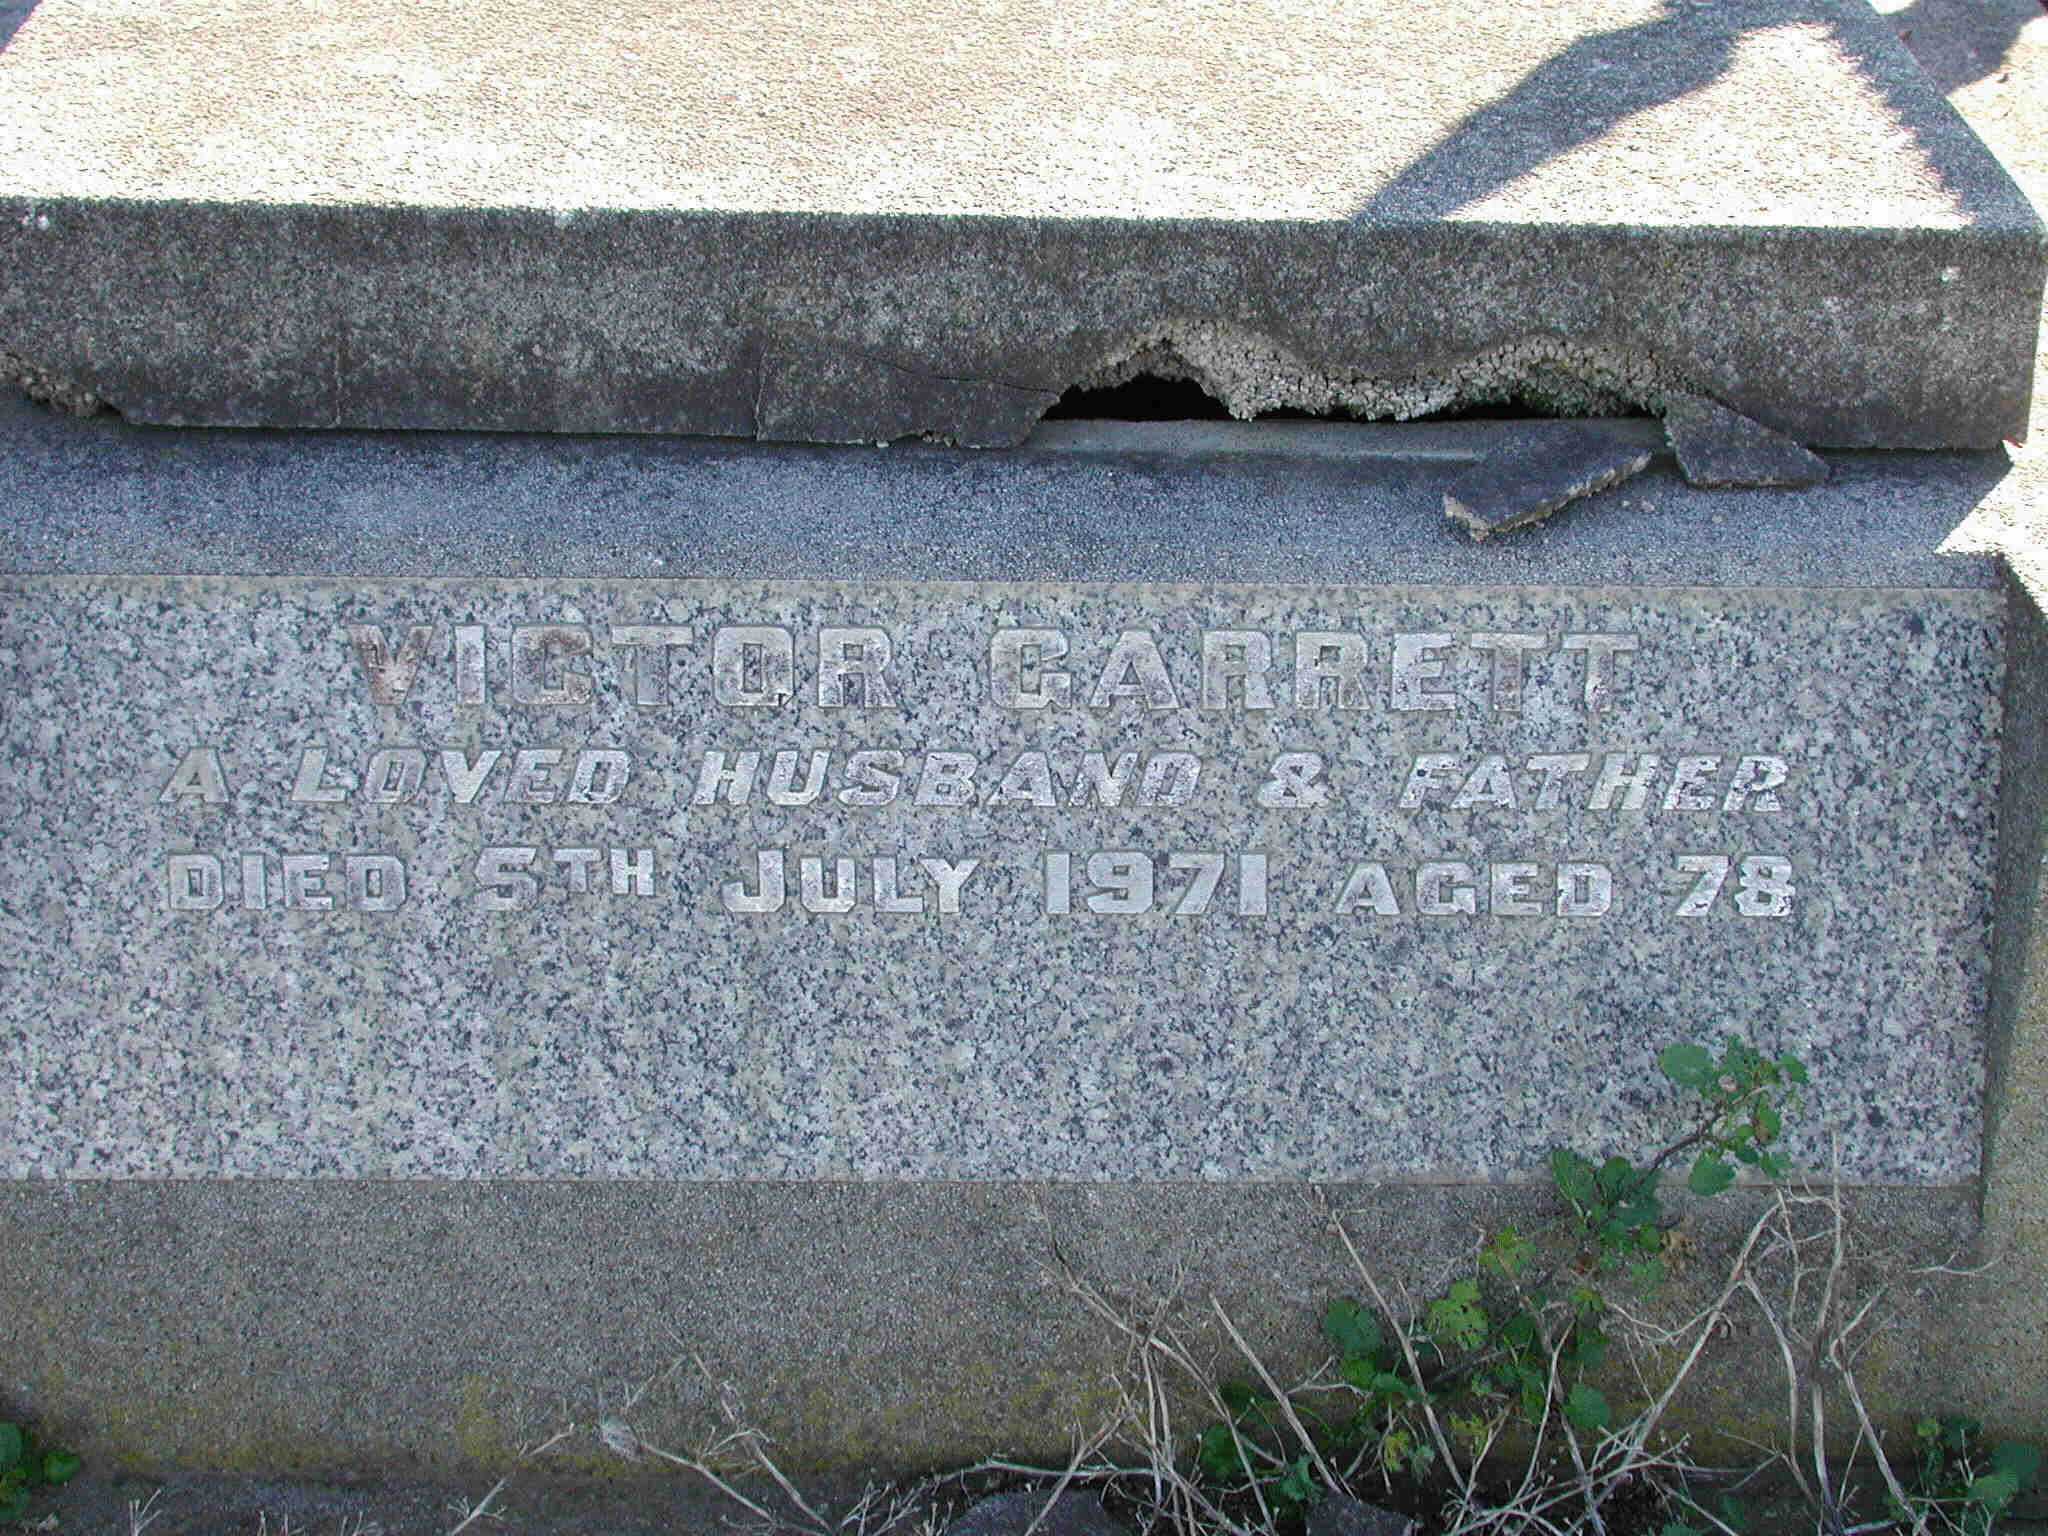 VICTOR GARRETT
A LOVED HUSBAND & FATHER
DIED 5TH JULY 1971 AGED 78